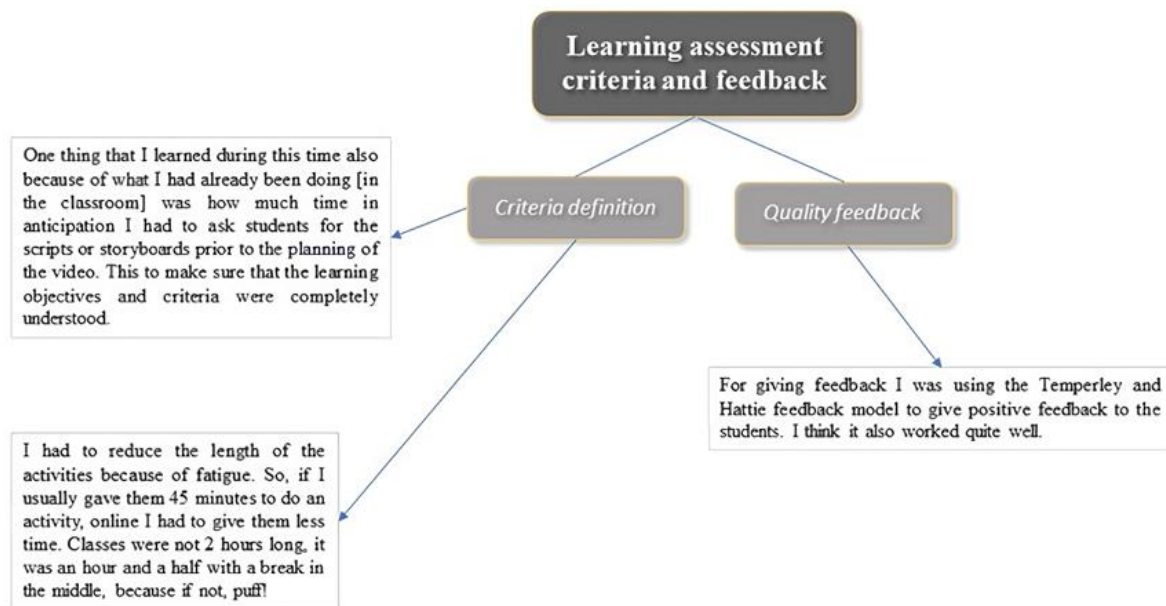 Learning assessment
criteria and feedback
One thing that I learned during this time also
because of what I had already been doing [in
the classroom] was how much time in
anticipation I had to ask students for the
scripts or storyboards prior to the planning of
the video. This to make sure that the learning
objectives and criteria were completely
understood.
Criteria definition
Quality feedback
For giving feedback I was using the Temperley and
Hattie feedback model to give positive feedback to the
students. I think it also worked quite well.
I had to reduce the length of the
activities because of fatigue. So, if I
usually gave them 45 minutes to do an
activity, online I had to give them less
time. Classes were not 2 hours long, it
was an hour and a half with a break in
the middle, because if not, puff!